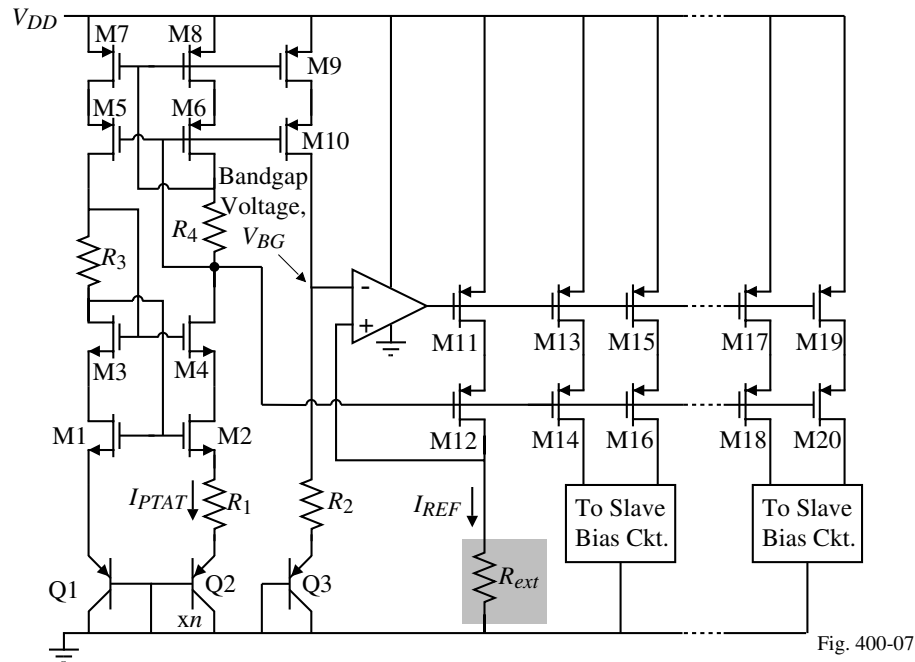 VDD
M7
M8
M9
M5
M6
M10
Bandgap
Voltage,
VBG
R3
R4
-
+
M3
M4
M11
M13
M15
M17
M19
M1
M2
M12
M14
M16
M18
M20
IPTAT
R1
R2
IREF
To Slave
Bias Ckt.
To Slave
Bias Ckt.
Rext
Q1
Q2
Q3
xn
Fig. 400-07